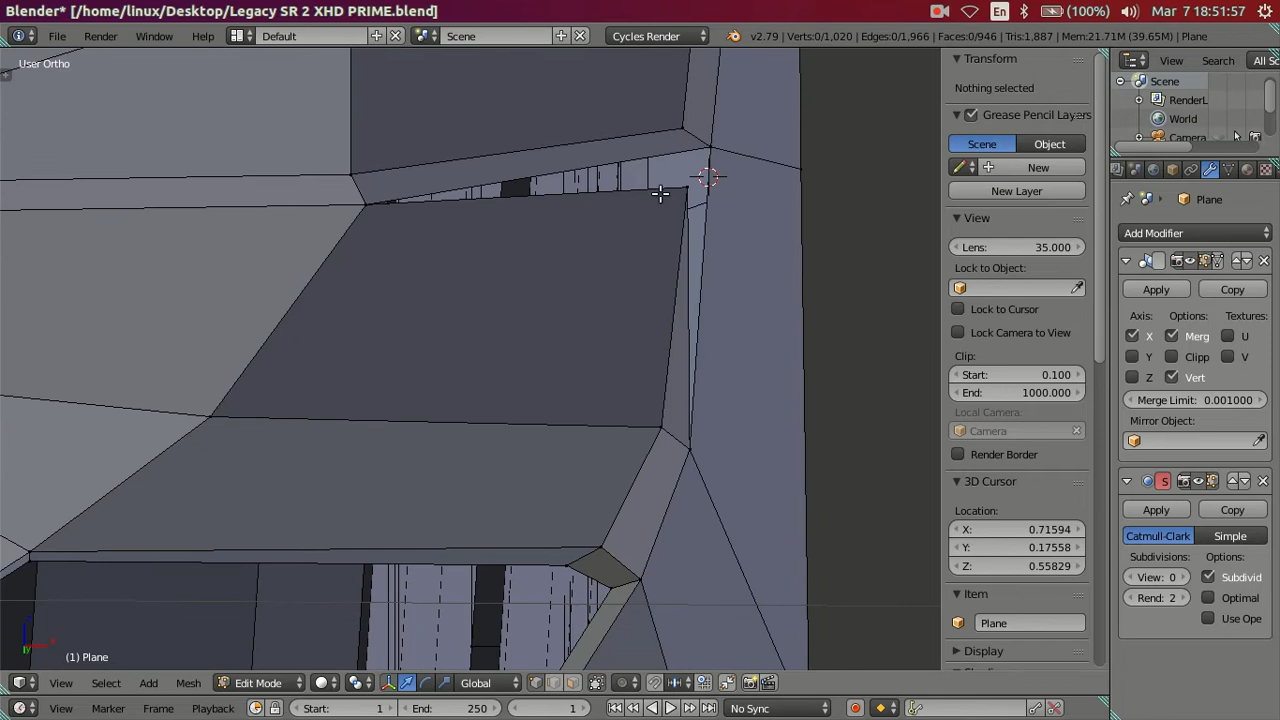 Blender* [/home/linux/Desktop/Legacy SR 2 XHD PRIME.blend] En (100%) Mar 7 18:51:57
File Render Window Help Default Scene Cycles Render v2.79 | Verts:0/1,020 | Edges:0/1,966 | Faces:0/946 | Tris:1,887 | Mem:21.71M (39.65M) | Plane
User Ortho
Transform
Nothing selected
Grease Pencil Layers
Scene Object
New
New Layer
View
Lens: 35.000
Lock to Object:
Lock to Cursor
Lock Camera to View
Clip:
Start: 0.100
End: 1000.000
Local Camera:
Camera
Render Border
3D Cursor
Location:
X: 0.71594
Y: 0.17558
Z: 0.55829
Item
Plane
Display
View Search All Sc
Scene
RenderL
World
Camera
Plane
Add Modifier
Apply Copy
Axis: Options: Textures:
X Merg U
Y Clipp V
Z Vert
Merge Limit: 0.001000
Mirror Object:
S
Apply Copy
Catmull-Clark Simple
Subdivisions: Options:
View: 0 Subdivid
Rend: 2 Optimal
Use Ope
(1) Plane
View Select Add Mesh Edit Mode Global
View Marker Frame Playback Start: 1 End: 250 1 No Sync